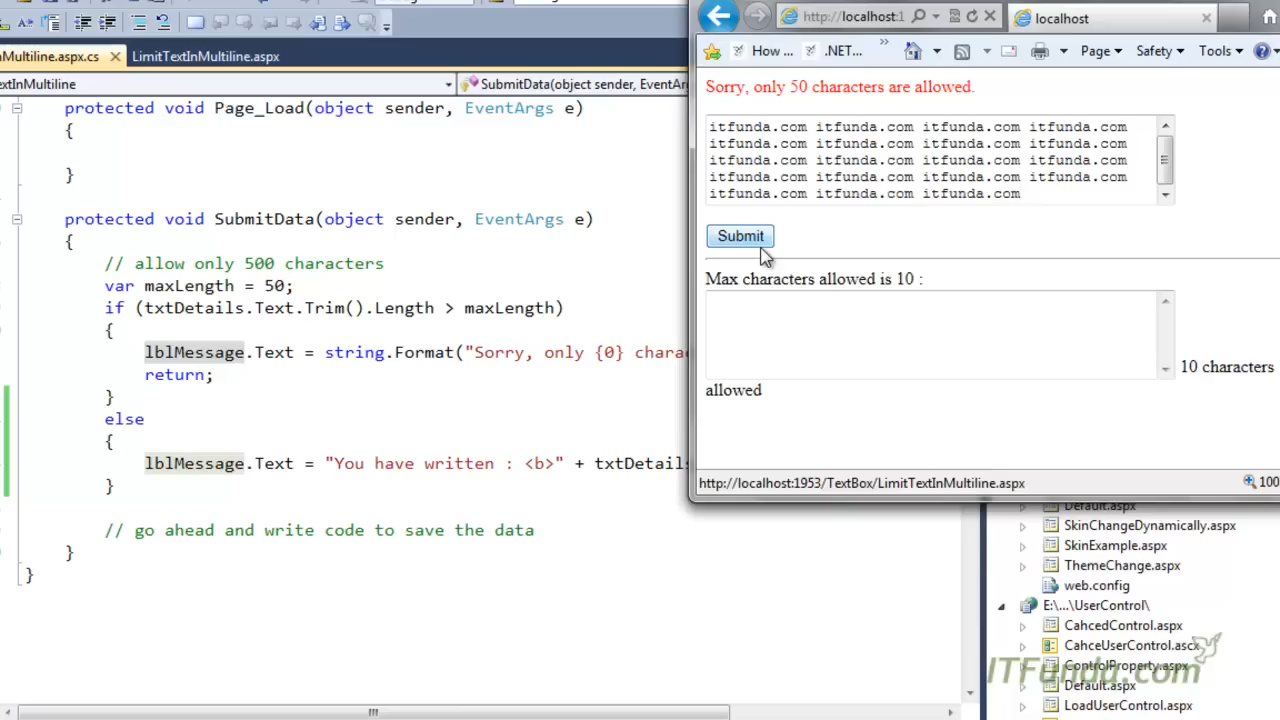 nMultiline.aspx.cs
LimitTextInMultiline.aspx
extInMultiline
SubmitData(object sender, EventAr
protected void Page_Load(object sender, EventArgs e)
{
}
protected void SubmitData(object sender, EventArgs e)
{
// allow only 500 characters
var maxLength = 50;
if (txtDetails.Text.Trim().Length > maxLength)
{
lblMessage.Text = string.Format("Sorry, only {0} chara
return;
}
else
{
lblMessage.Text = "You have written : <b>" + txtDetails
}
// go ahead and write code to save the data
}
}
http://localhost:1
localhost
How ...
.NET...
Page
Safety
Tools
Sorry, only 50 characters are allowed.
itfunda.com itfunda.com itfunda.com itfunda.com
itfunda.com itfunda.com itfunda.com itfunda.com
itfunda.com itfunda.com itfunda.com itfunda.com
itfunda.com itfunda.com itfunda.com itfunda.com
itfunda.com itfunda.com itfunda.com
Submit
Max characters allowed is 10 :
10 characters
allowed
http://localhost:1953/TextBox/LimitTextInMultiline.aspx
100
Default.aspx
SkinChangeDynamically.aspx
SkinExample.aspx
ThemeChange.aspx
web.config
E:\...\UserControl\
CahcedControl.aspx
CahceUserControl.ascx
ControlProperty.aspx
Default.aspx
LoadUserControl.aspx
ITFunda.com